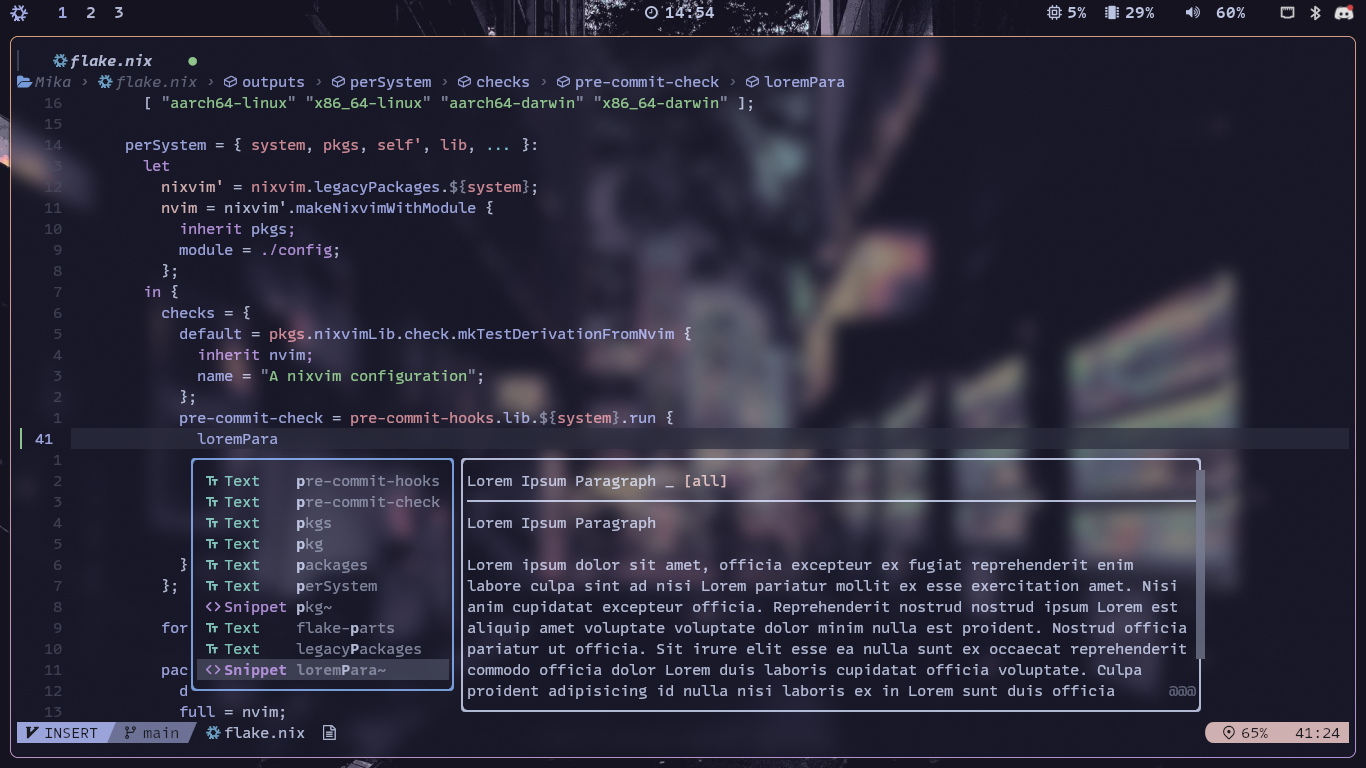 1 2 3 14:54 5% 29% 60%
flake.nix
Mika › flake.nix › outputs › perSystem › checks › pre-commit-check › loremPara
16 [ "aarch64-linux" "x86_64-linux" "aarch64-darwin" "x86_64-darwin" ];
15
14 perSystem = { system, pkgs, self', lib, ... }:
13 let
12 nixvim' = nixvim.legacyPackages.${system};
11 nvim = nixvim'.makeNixvimWithModule {
10 inherit pkgs;
9 module = ./config;
8 };
7 in {
6 checks = {
5 default = pkgs.nixvimLib.check.mkTestDerivationFromNvim {
4 inherit nvim;
3 name = "A nixvim configuration";
2 };
1 pre-commit-check = pre-commit-hooks.lib.${system}.run {
41 loremPara
1
2 Text pre-commit-hooks Lorem Ipsum Paragraph _ [all]
3 Text pre-commit-check
4 Text pkgs Lorem Ipsum Paragraph
5 Text pkg
6 } Text packages Lorem ipsum dolor sit amet, officia excepteur ex fugiat reprehenderit enim
7 }; Text perSystem labore culpa sint ad nisi Lorem pariatur mollit ex esse exercitation amet. Nisi
8 Snippet pkg~ anim cupidatat excepteur officia. Reprehenderit nostrud nostrud ipsum Lorem est
9 for Text flake-parts aliquip amet voluptate voluptate dolor minim nulla est proident. Nostrud officia
10 Text legacyPackages pariatur ut officia. Sit irure elit esse ea nulla sunt ex occaecat reprehenderit
11 pac Snippet loremPara~ commodo officia dolor Lorem duis laboris cupidatat officia voluptate. Culpa
12 d proident adipisicing id nulla nisi laboris ex in Lorem sunt duis officia @@@
13 full = nvim;
INSERT main flake.nix 65% 41:24